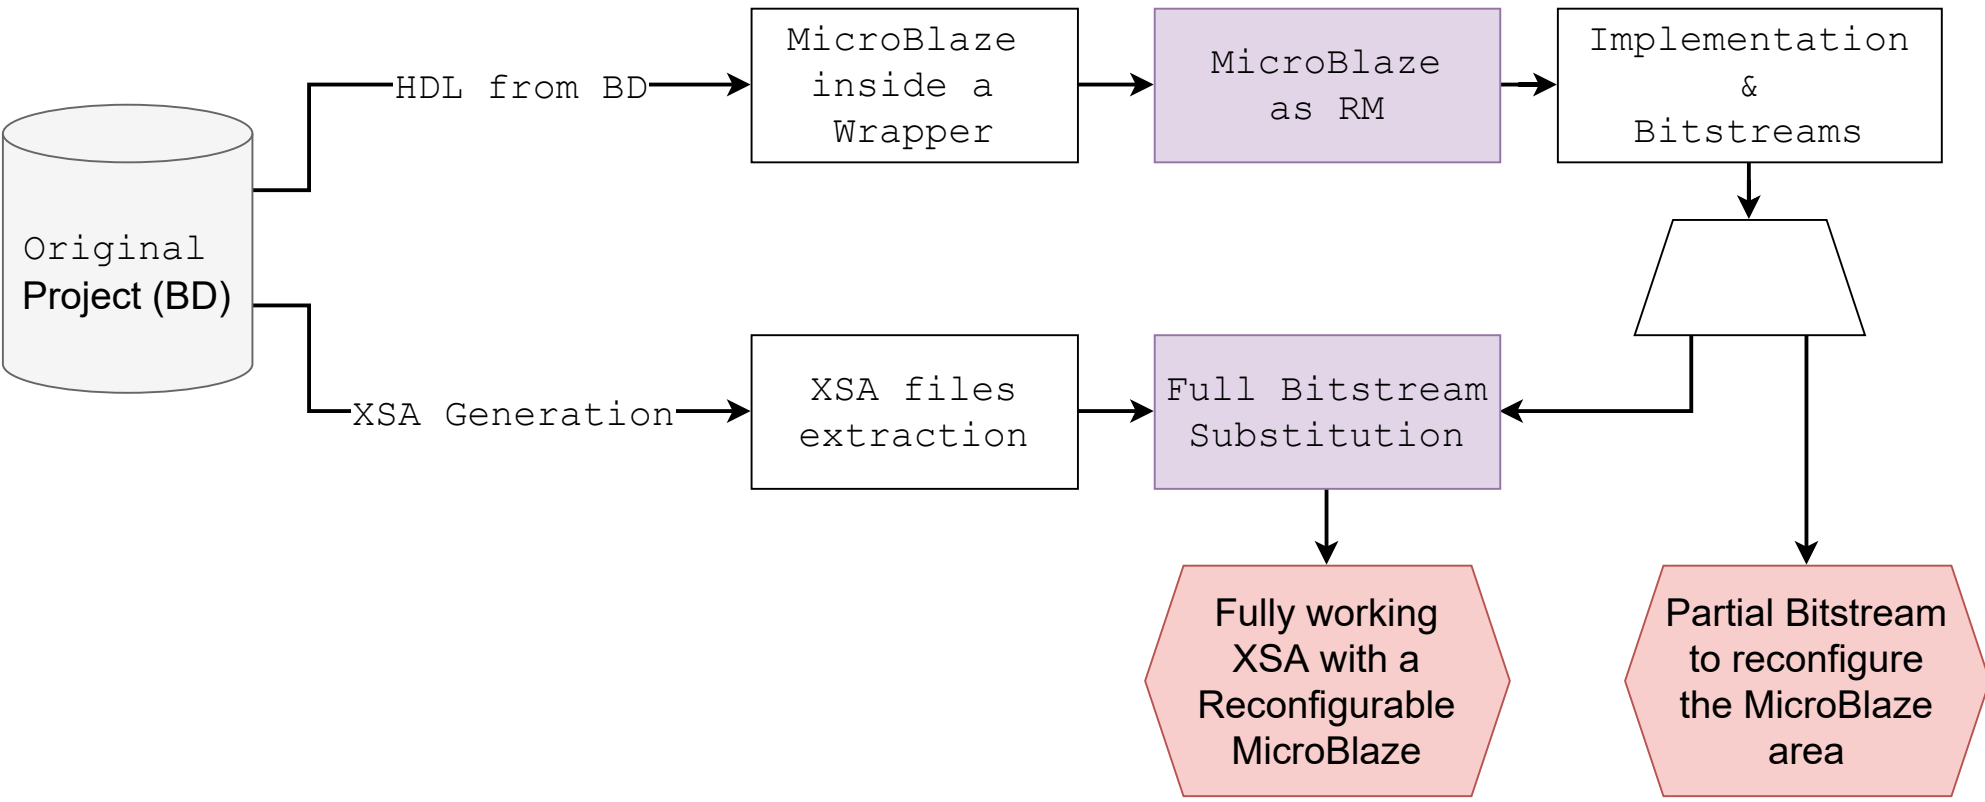 Original
Project (BD)
HDL from BD
MicroBlaze
inside a
Wrapper
MicroBlaze
as RM
Implementation
&
Bitstreams
XSA Generation
XSA files
extraction
Full Bitstream
Substitution
Fully working
XSA with a
Reconfigurable
MicroBlaze
Partial Bitstream
to reconfigure
the MicroBlaze
area